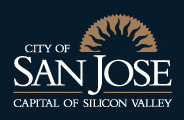 CITY OF
SAN JOSE
CAPITAL OF SILICON VALLEY